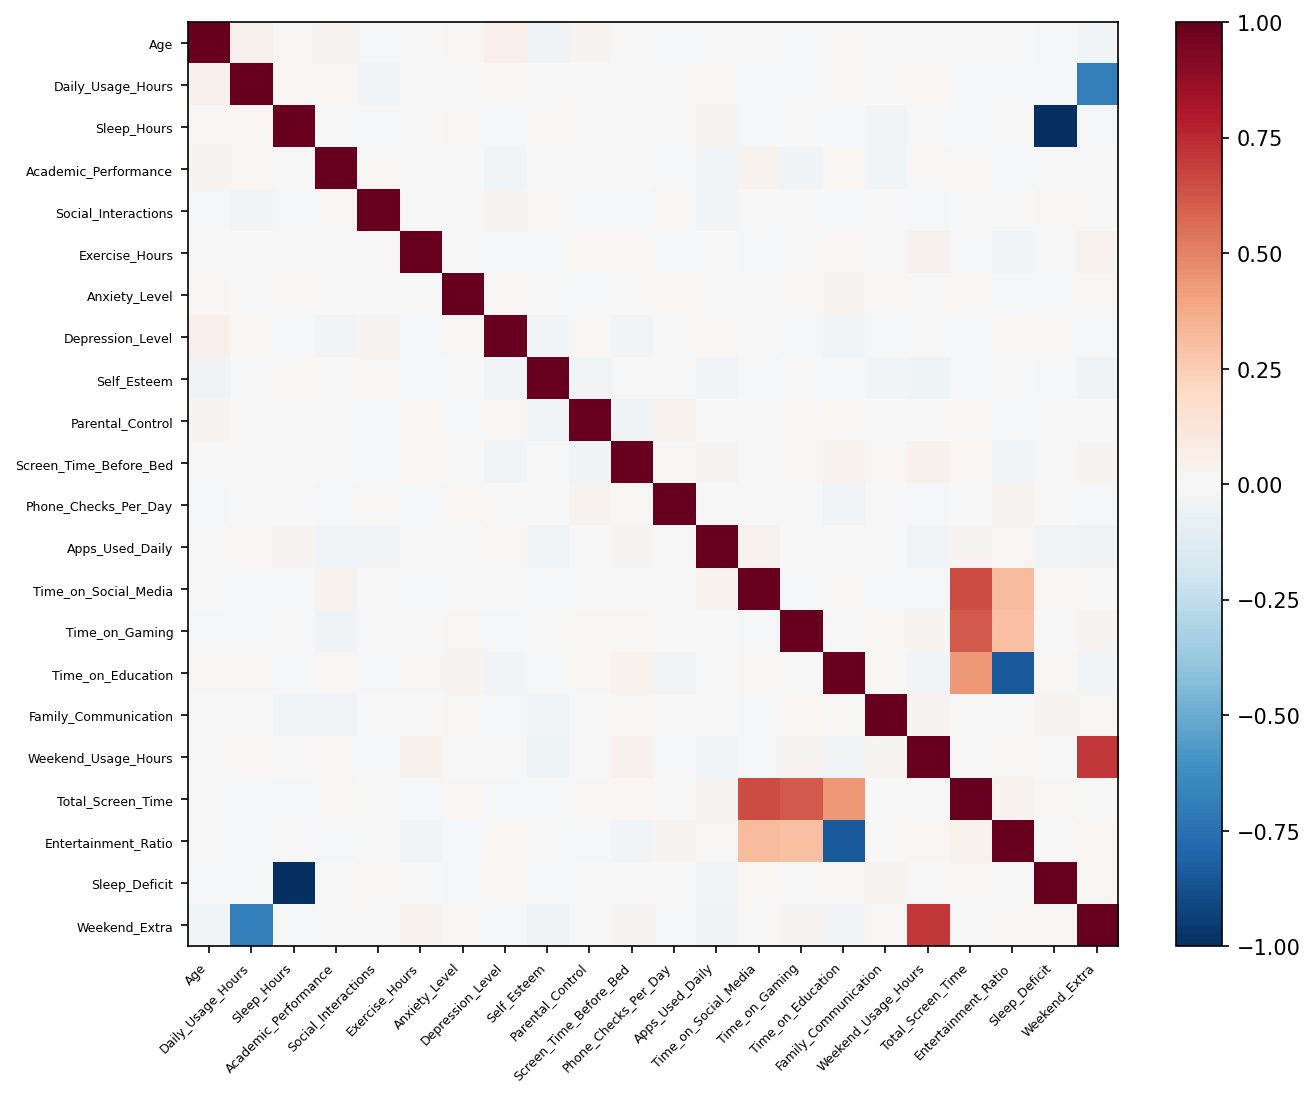 Age
Daily_Usage_Hours
Sleep_Hours
Academic_Performance
Social_Interactions
Exercise_Hours
Anxiety_Level
Depression_Level
Self_Esteem
Parental_Control
Screen_Time_Before_Bed
Phone_Checks_Per_Day
Apps_Used_Daily
Time_on_Social_Media
Time_on_Gaming
Time_on_Education
Family_Communication
Weekend_Usage_Hours
Total_Screen_Time
Entertainment_Ratio
Sleep_Deficit
Weekend_Extra
Age
Daily_Usage_Hours
Sleep_Hours
Academic_Performance
Social_Interactions
Exercise_Hours
Anxiety_Level
Depression_Level
Self_Esteem
Parental_Control
Screen_Time_Before_Bed
Phone_Checks_Per_Day
Apps_Used_Daily
Time_on_Social_Media
Time_on_Gaming
Time_on_Education
Family_Communication
Weekend_Usage_Hours
Total_Screen_Time
Entertainment_Ratio
Sleep_Deficit
Weekend_Extra
1.00
0.75
0.50
0.25
0.00
−0.25
−0.50
−0.75
−1.00